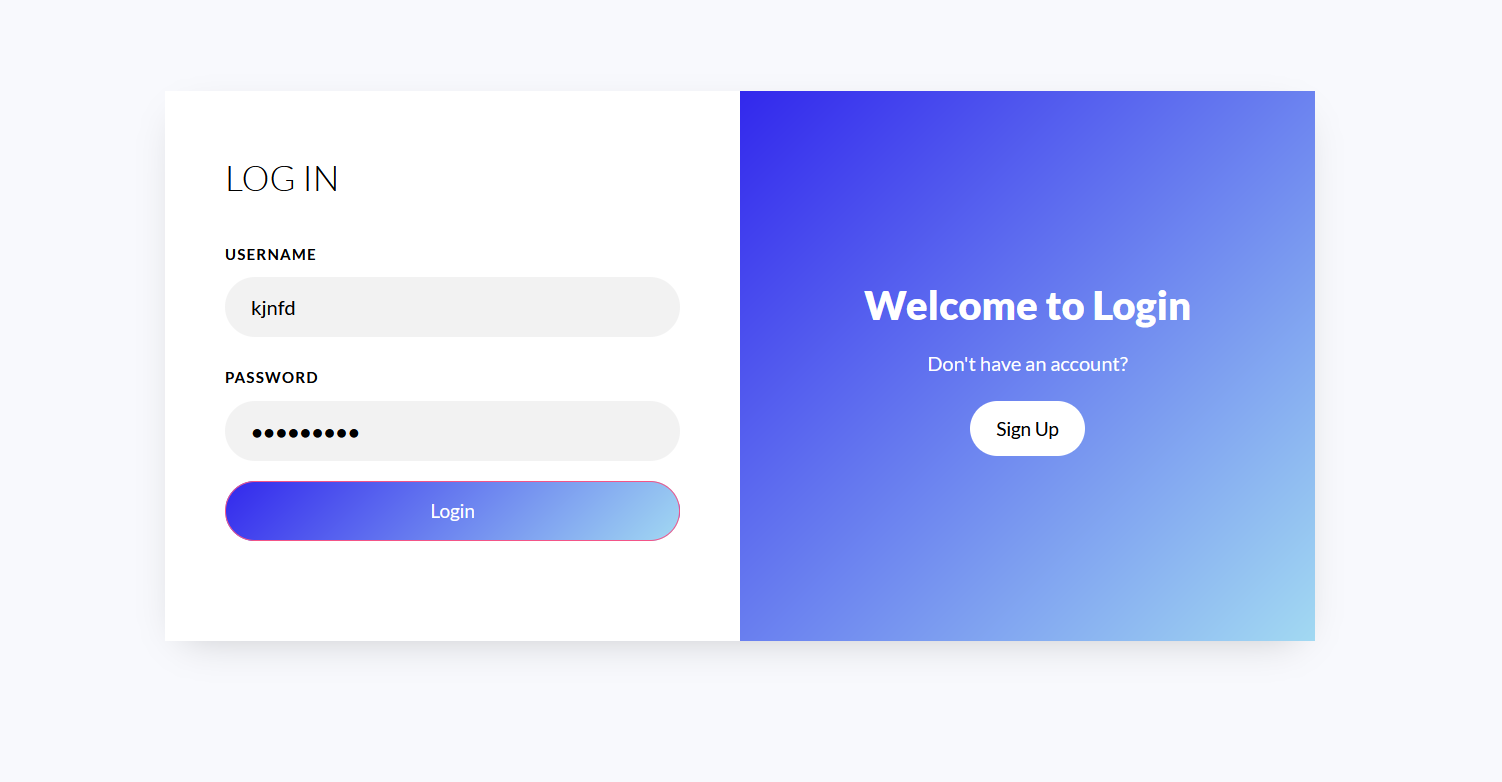 LOG IN
USERNAME
kjnfd
PASSWORD
●●●●●●●●●
Login
Welcome to Login
Don't have an account?
Sign Up